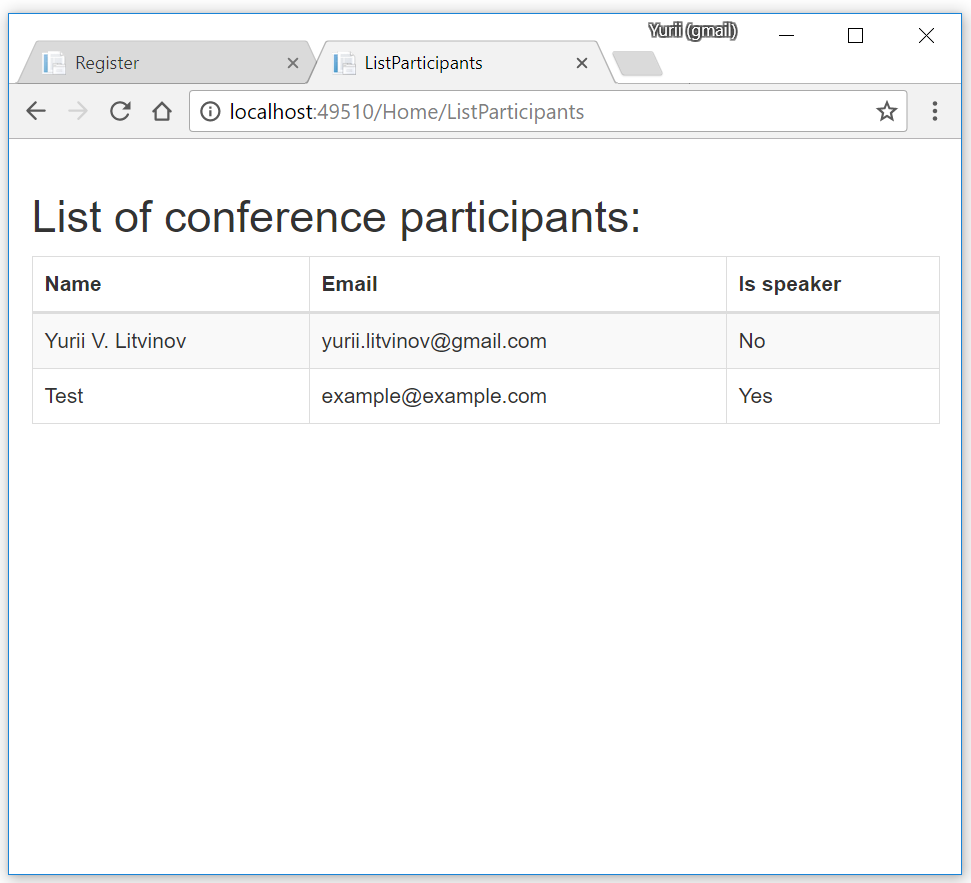 Yurii (gmail)
Register
ListParticipants
localhost:49510/Home/ListParticipants
List of conference participants:
Name Email Is speaker
Yurii V. Litvinov yurii.litvinov@gmail.com No
Test example@example.com Yes